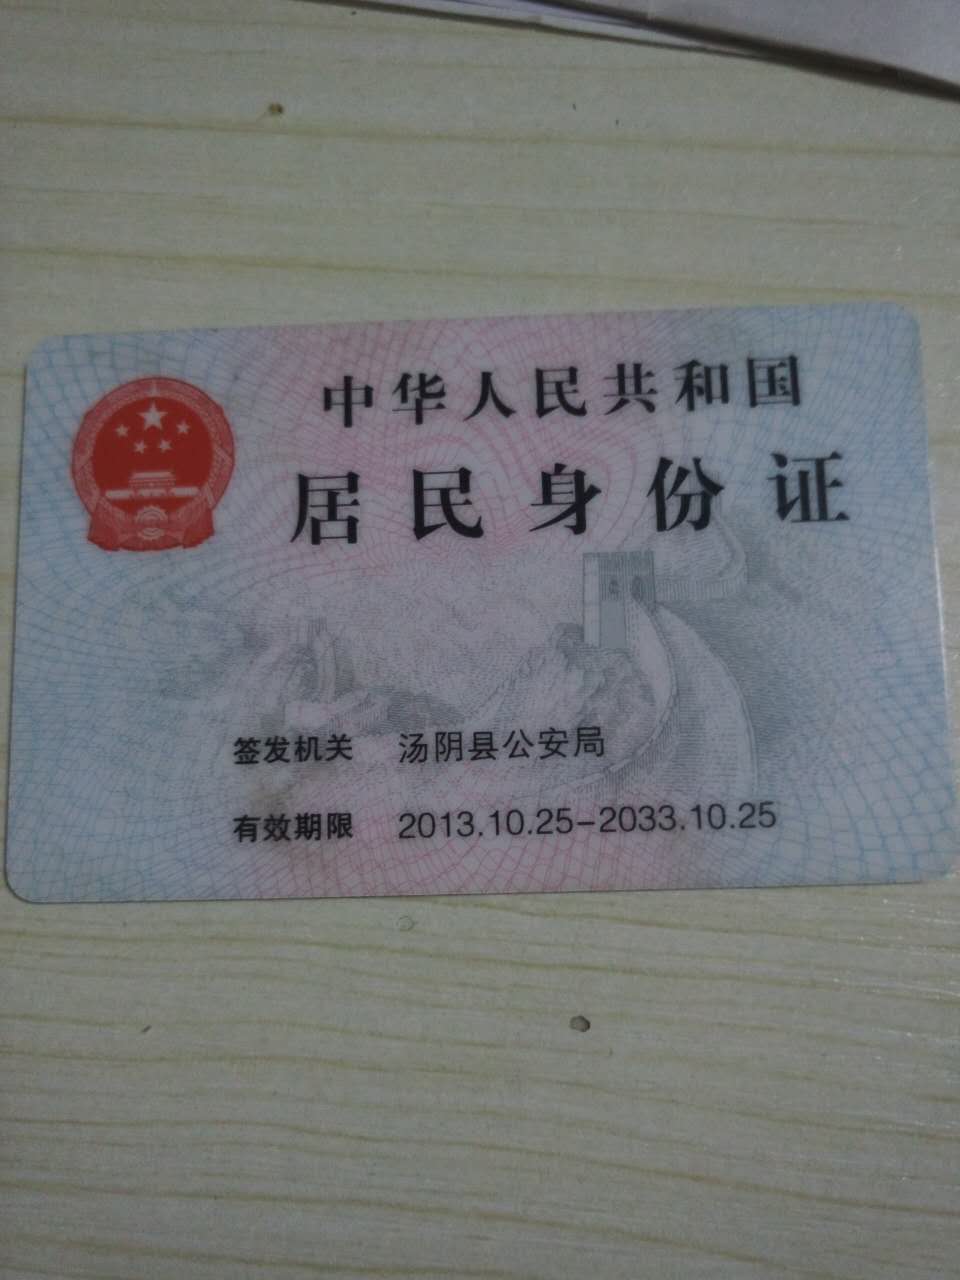 中华人民共和国
居民身份证
签发机关 汤阴县公安局
有效期限 2013.10.25-2033.10.25